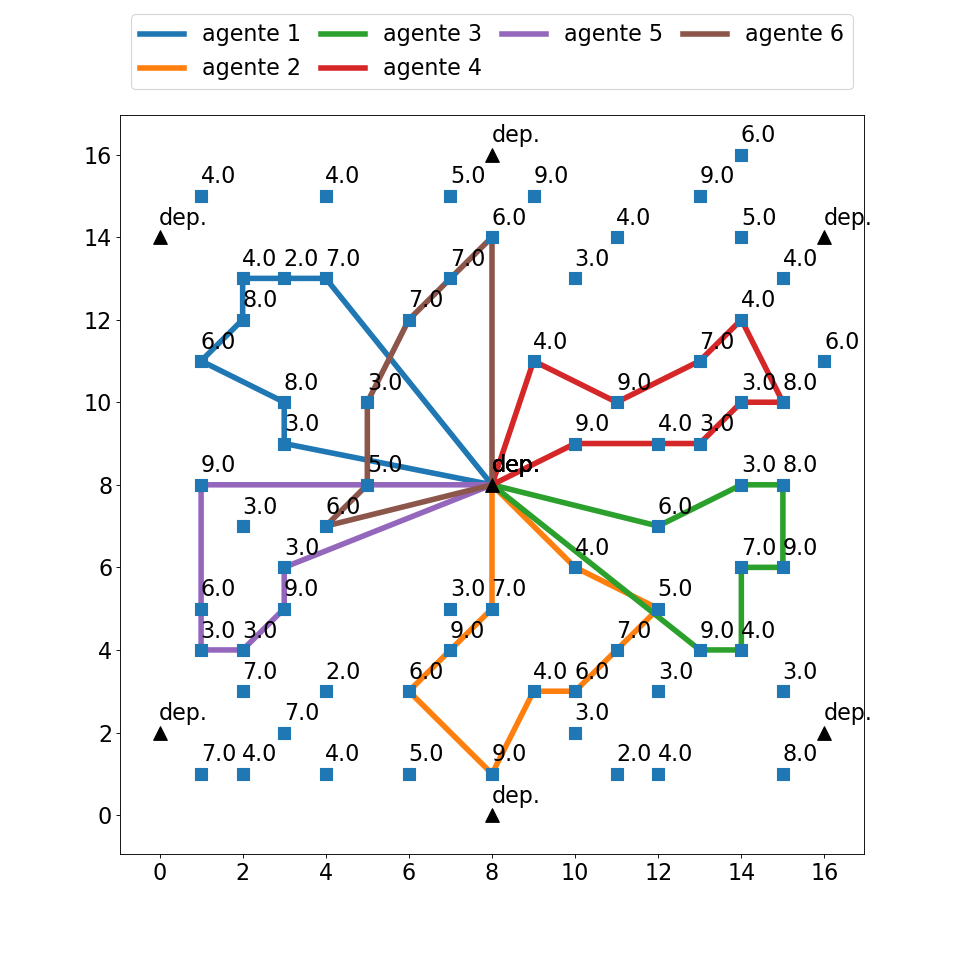 agente 1 agente 3 agente 5 agente 6
agente 2 agente 4
6.0
16 dep.
4.0 4.0 5.0 9.0 9.0
14 dep. 6.0 4.0 5.0 dep.
4.0 2.0 7.0 7.0 3.0 4.0
12 8.0 7.0 4.0
6.0 4.0 7.0 6.0
10 8.0 3.0 9.0 3.0 8.0
3.0 9.0 4.0 3.0
8 9.0 5.0 dep. 3.0 8.0
3.0 6.0 6.0
6 3.0 4.0 7.0 9.0
6.0 9.0 3.0 7.0 5.0
4 3.0 3.0 9.0 7.0 9.0 4.0
7.0 2.0 6.0 4.0 6.0 3.0 3.0
2 dep. 7.0 3.0 dep.
7.0 4.0 4.0 5.0 9.0 2.0 4.0 8.0
0 dep.
0 2 4 6 8 10 12 14 16